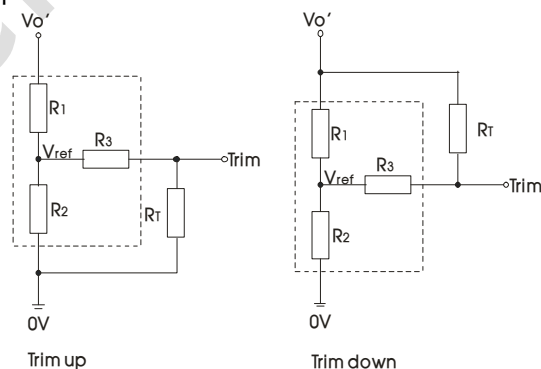 Vo'
R1
Vref
R3
Trim
R2
RT
0V
Trim up
Vo'
R1
RT
Vref
R3
Trim
R2
0V
Trim down